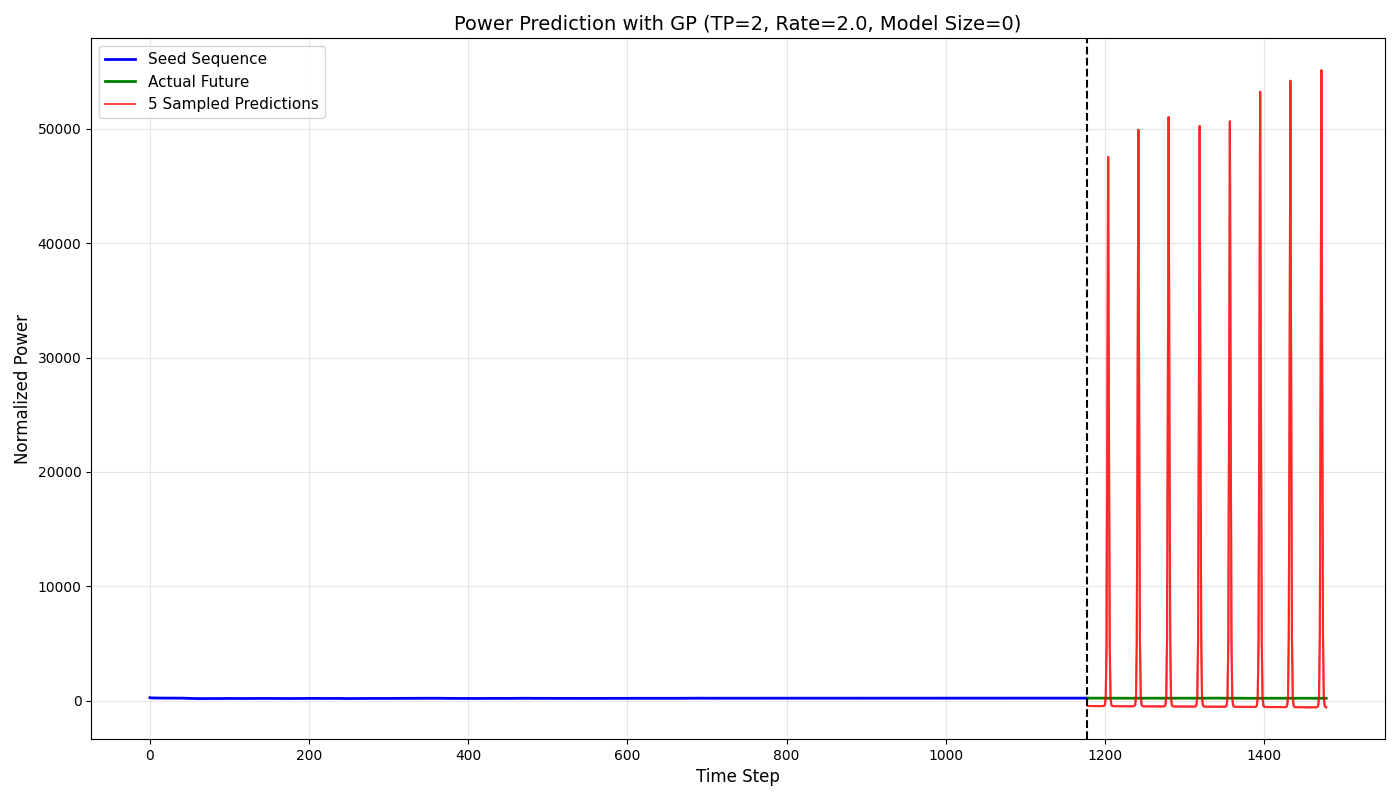 Power Prediction with GP (TP=2, Rate=2.0, Model Size=0)
Seed Sequence
Actual Future
5 Sampled Predictions
Normalized Power
50000
40000
30000
20000
10000
0
0 200 400 600 800 1000 1200 1400
Time Step